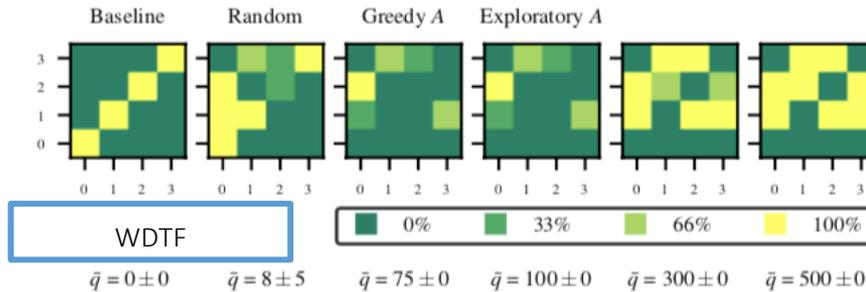 Baseline Random Greedy A Exploratory A
3
2
1
0
0 1 2 3 0 1 2 3 0 1 2 3 0 1 2 3 0 1 2 3 0 1 2 3
WDTF
0% 33% 66% 100%
q̄ = 0 ± 0 q̄ = 8 ± 5 q̄ = 75 ± 0 q̄ = 100 ± 0 q̄ = 300 ± 0 q̄ = 500 ± 0